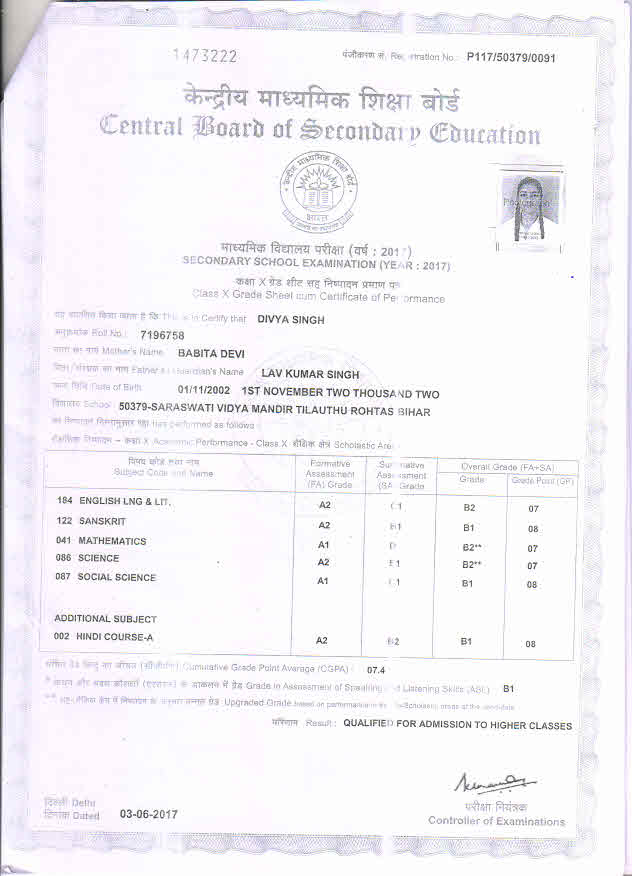 1473222
पंजीकरण सं. Registration No.: P117/50379/0091
केन्द्रीय माध्यमिक शिक्षा बोर्ड
Central Board of Secondary Education
केन्द्रीय माध्यमिक शिक्षा बोर्ड
भारत
माध्यमिक विद्यालय परीक्षा (वर्ष : 2017)
SECONDARY SCHOOL EXAMINATION (YEAR : 2017)
कक्षा X ग्रेड शीट सह निष्पादन प्रमाण पत्र
Class X Grade Sheet cum Certificate of Performance
यह प्रमाणित किया जाता है कि This is to Certify that DIVYA SINGH
अनुक्रमांक Roll No.: 7196758
माता का नाम Mother's Name BABITA DEVI
पिता/संरक्षक का नाम Father's/Guardian's Name LAV KUMAR SINGH
जन्म तिथि Date of Birth 01/11/2002 1ST NOVEMBER TWO THOUSAND TWO
विद्यालय School 50379-SARASWATI VIDYA MANDIR TILAUTHU ROHTAS BIHAR
का निष्पादन निम्नानुसार रहा has performed as follows :
शैक्षिक निष्पादन – कक्षा X Academic Performance - Class X शैक्षिक क्षेत्र Scholastic Area :
विषय कोड तथा नाम
Subject Code and Name
Formative Assessment (FA) Grade
Summative Assessment (SA) Grade
Overall Grade (FA+SA)
Grade Grade Point (GP)
184 ENGLISH LNG & LIT. A2 C1 B2 07
122 SANSKRIT A2 B1 B1 08
041 MATHEMATICS A1 B2** 07
086 SCIENCE A2 B2** 07
087 SOCIAL SCIENCE A1 C1 B1 08
ADDITIONAL SUBJECT
002 HINDI COURSE-A A2 B2 B1 08
संचित ग्रेड बिन्दु का औसत (सीजीपीए) Cumulative Grade Point Average (CGPA) : 07.4
* वाचन और श्रवण कौशलों (एएसएल) के आकलन में ग्रेड Grade in Assessment of Speaking and Listening Skills (ASL) B1
** सह-शैक्षिक क्षेत्र में निष्पादन के अनुसार उन्नत ग्रेड Upgraded Grade based on performance in Co-Scholastic areas of the candidate
परिणाम Result : QUALIFIED FOR ADMISSION TO HIGHER CLASSES
दिल्ली Delhi
दिनांक Dated 03-06-2017
परीक्षा नियंत्रक
Controller of Examinations